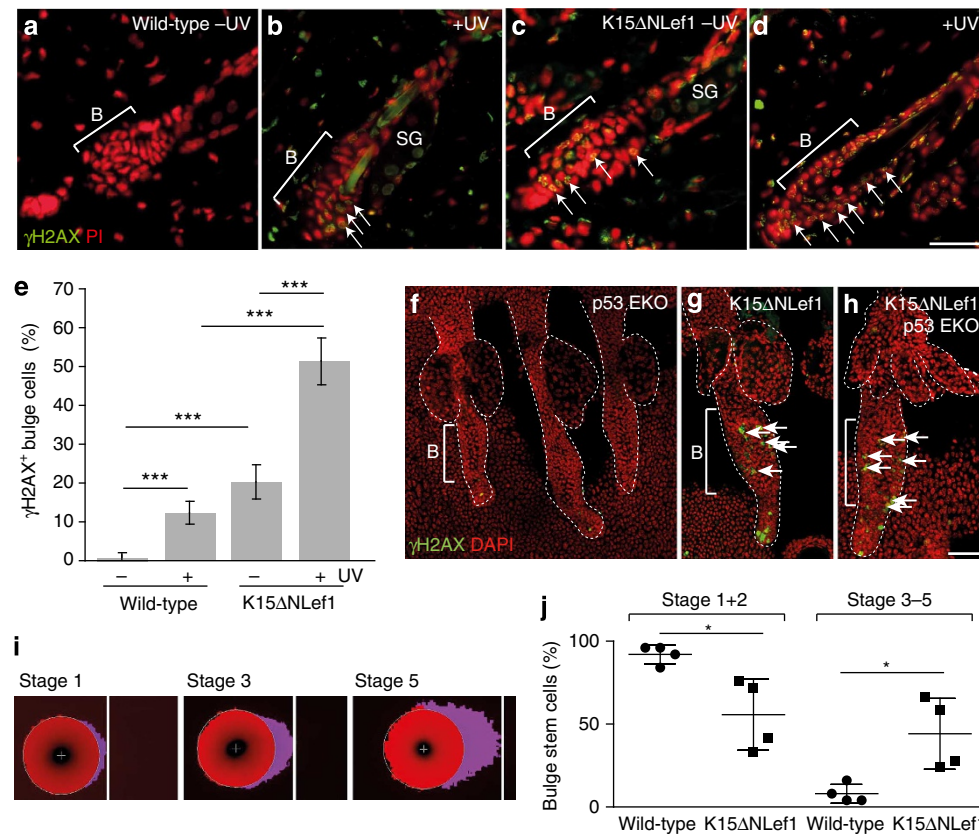 a Wild-type –UV
B
γH2AX PI
b +UV
SG
B
c K15ΔNLef1 –UV
SG
B
d +UV
B
e
γH2AX+ bulge cells (%)
70
60
50
40
30
20
10
0
***
***
***
***
– + – + UV
Wild-type K15ΔNLef1
f p53 EKO
B
γH2AX DAPI
g K15ΔNLef1
B
h K15ΔNLef1
p53 EKO
i
Stage 1 Stage 3 Stage 5
j
Stage 1+2 Stage 3–5
Bulge stem cells (%)
100
50
0
*
*
Wild-type K15ΔNLef1 Wild-type K15ΔNLef